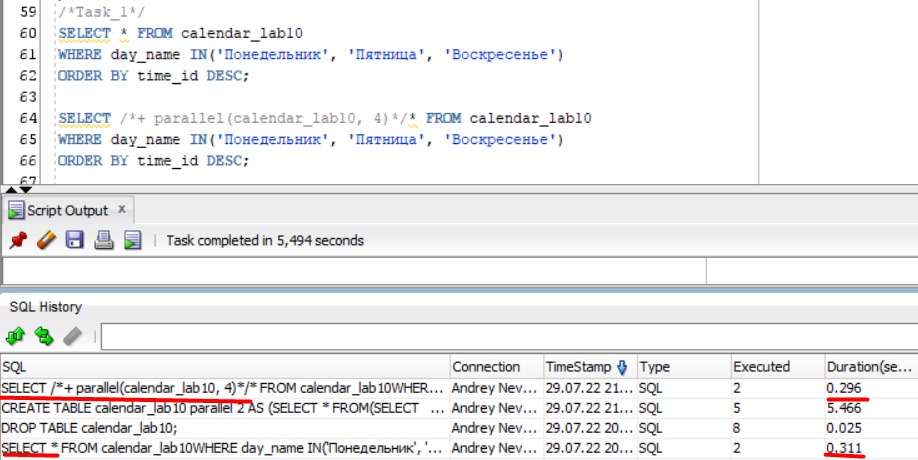 59 /*Task_1*/
60 SELECT * FROM calendar_lab10
61 WHERE day_name IN('Понедельник', 'Пятница', 'Воскресенье')
62 ORDER BY time_id DESC;
63
64 SELECT /*+ parallel(calendar_lab10, 4)*/* FROM calendar_lab10
65 WHERE day_name IN('Понедельник', 'Пятница', 'Воскресенье')
66 ORDER BY time_id DESC;
67
Script Output x
Task completed in 5,494 seconds
SQL History
SQL Connection TimeStamp Type Executed Duration(se...
SELECT /*+ parallel(calendar_lab10, 4)*/* FROM calendar_lab10WHER... Andrey Nev... 29.07.22 21... SQL 2 0.296
CREATE TABLE calendar_lab10 parallel 2 AS (SELECT * FROM(SELECT ... Andrey Nev... 29.07.22 21... SQL 5 5.466
DROP TABLE calendar_lab10; Andrey Nev... 29.07.22 20... SQL 8 0.025
SELECT * FROM calendar_lab10WHERE day_name IN('Понедельник', '... Andrey Nev... 29.07.22 20... SQL 2 0.311